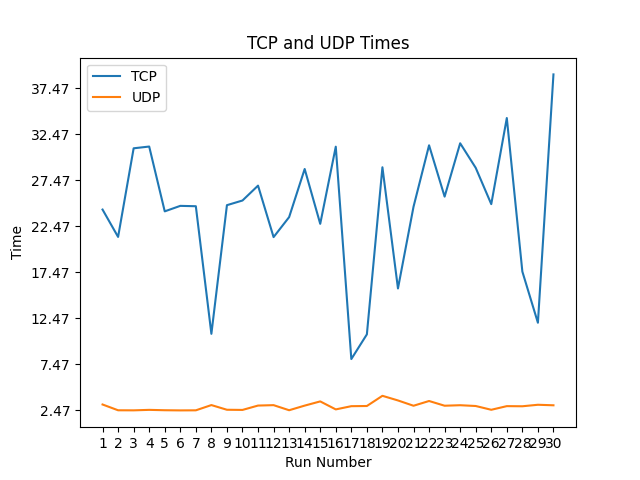 TCP and UDP Times
TCP
UDP
37.47
32.47
27.47
22.47
17.47
12.47
7.47
2.47
Time
1 2 3 4 5 6 7 8 9 10 11 12 13 14 15 16 17 18 19 20 21 22 23 24 25 26 27 28 29 30
Run Number